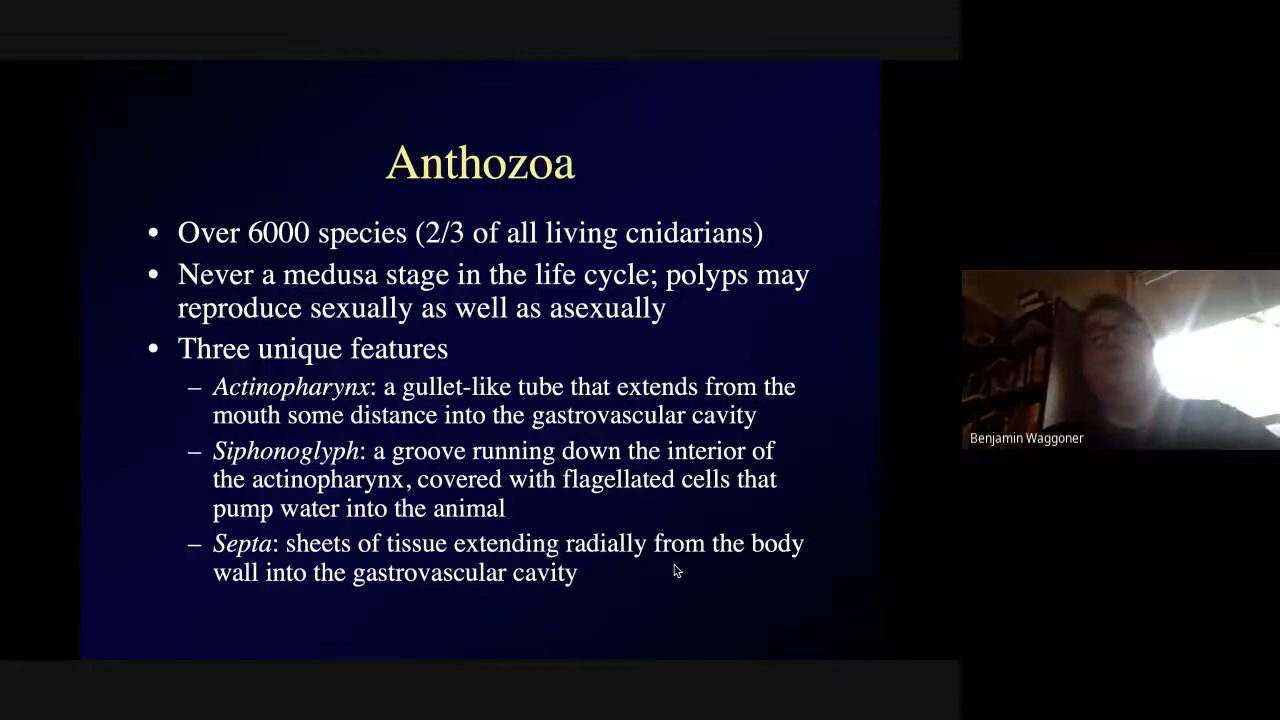 Anthozoa
• Over 6000 species (2/3 of all living cnidarians)
• Never a medusa stage in the life cycle; polyps may
reproduce sexually as well as asexually
• Three unique features
– Actinopharynx: a gullet-like tube that extends from the
mouth some distance into the gastrovascular cavity
– Siphonoglyph: a groove running down the interior of
the actinopharynx, covered with flagellated cells that
pump water into the animal
– Septa: sheets of tissue extending radially from the body
wall into the gastrovascular cavity
Benjamin Waggoner